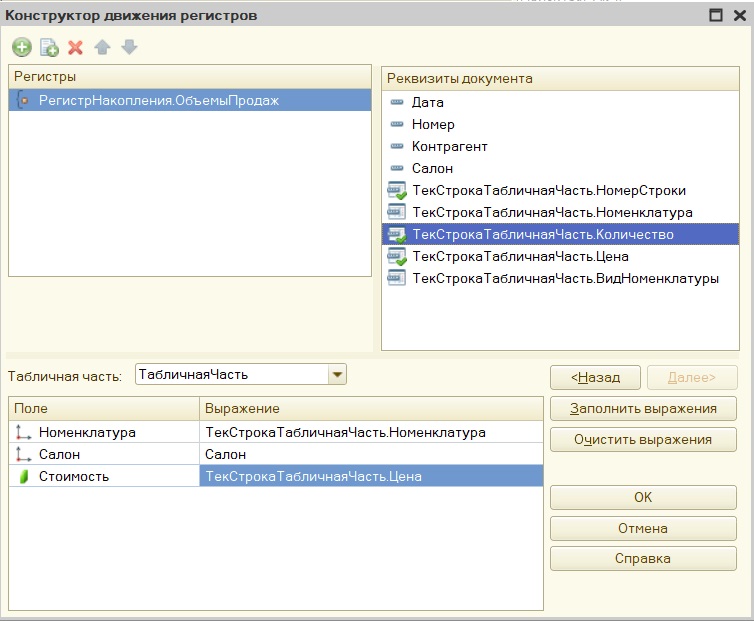 Конструктор движения регистров
Регистры
РегистрНакопления.ОбъемыПродаж
Реквизиты документа
Дата
Номер
Контрагент
Салон
ТекСтрокаТабличнаяЧасть.НомерСтроки
ТекСтрокаТабличнаяЧасть.Номенклатура
ТекСтрокаТабличнаяЧасть.Количество
ТекСтрокаТабличнаяЧасть.Цена
ТекСтрокаТабличнаяЧасть.ВидНоменклатуры
Табличная часть: ТабличнаяЧасть
<Назад Далее>
Заполнить выражения
Очистить выражения
Поле Выражение
Номенклатура ТекСтрокаТабличнаяЧасть.Номенклатура
Салон Салон
Стоимость ТекСтрокаТабличнаяЧасть.Цена
ОК
Отмена
Справка